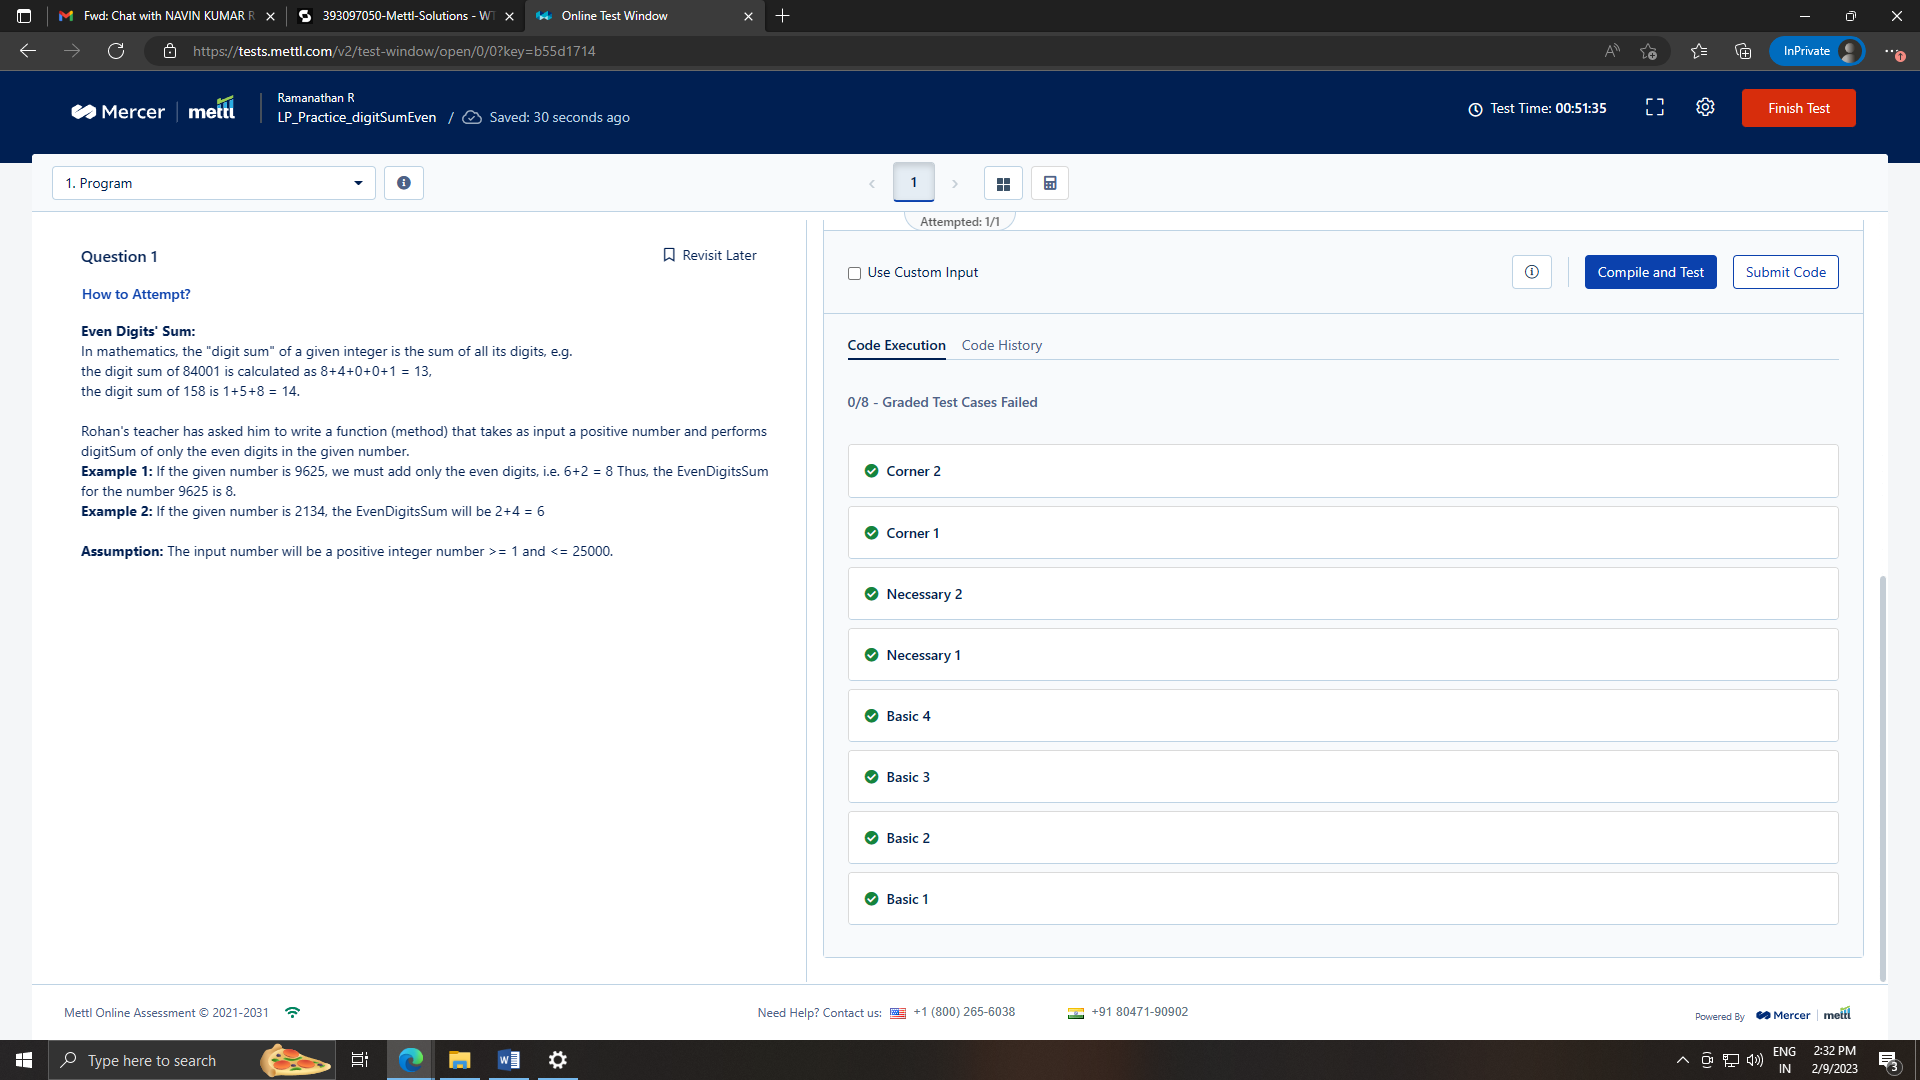 Fwd: Chat with NAVIN KUMAR R
393097050-Mettl-Solutions - WT
Online Test Window
https://tests.mettl.com/v2/test-window/open/0/0?key=b55d1714
InPrivate
Mercer | mettl
Ramanathan R
LP_Practice_digitSumEven / Saved: 30 seconds ago
Test Time: 00:51:35
Finish Test
1. Program
1
Attempted: 1/1
Question 1
Revisit Later
How to Attempt?
Even Digits' Sum:
In mathematics, the "digit sum" of a given integer is the sum of all its digits, e.g.
the digit sum of 84001 is calculated as 8+4+0+0+1 = 13,
the digit sum of 158 is 1+5+8 = 14.
Rohan's teacher has asked him to write a function (method) that takes as input a positive number and performs
digitSum of only the even digits in the given number.
Example 1: If the given number is 9625, we must add only the even digits, i.e. 6+2 = 8 Thus, the EvenDigitsSum
for the number 9625 is 8.
Example 2: If the given number is 2134, the EvenDigitsSum will be 2+4 = 6
Assumption: The input number will be a positive integer number >= 1 and <= 25000.
Use Custom Input
Compile and Test
Submit Code
Code Execution
Code History
0/8 - Graded Test Cases Failed
Corner 2
Corner 1
Necessary 2
Necessary 1
Basic 4
Basic 3
Basic 2
Basic 1
Mettl Online Assessment © 2021-2031
Need Help? Contact us: +1 (800) 265-6038
+91 80471-90902
Powered By Mercer | mettl
Type here to search
ENG
IN
2:32 PM
2/9/2023
3